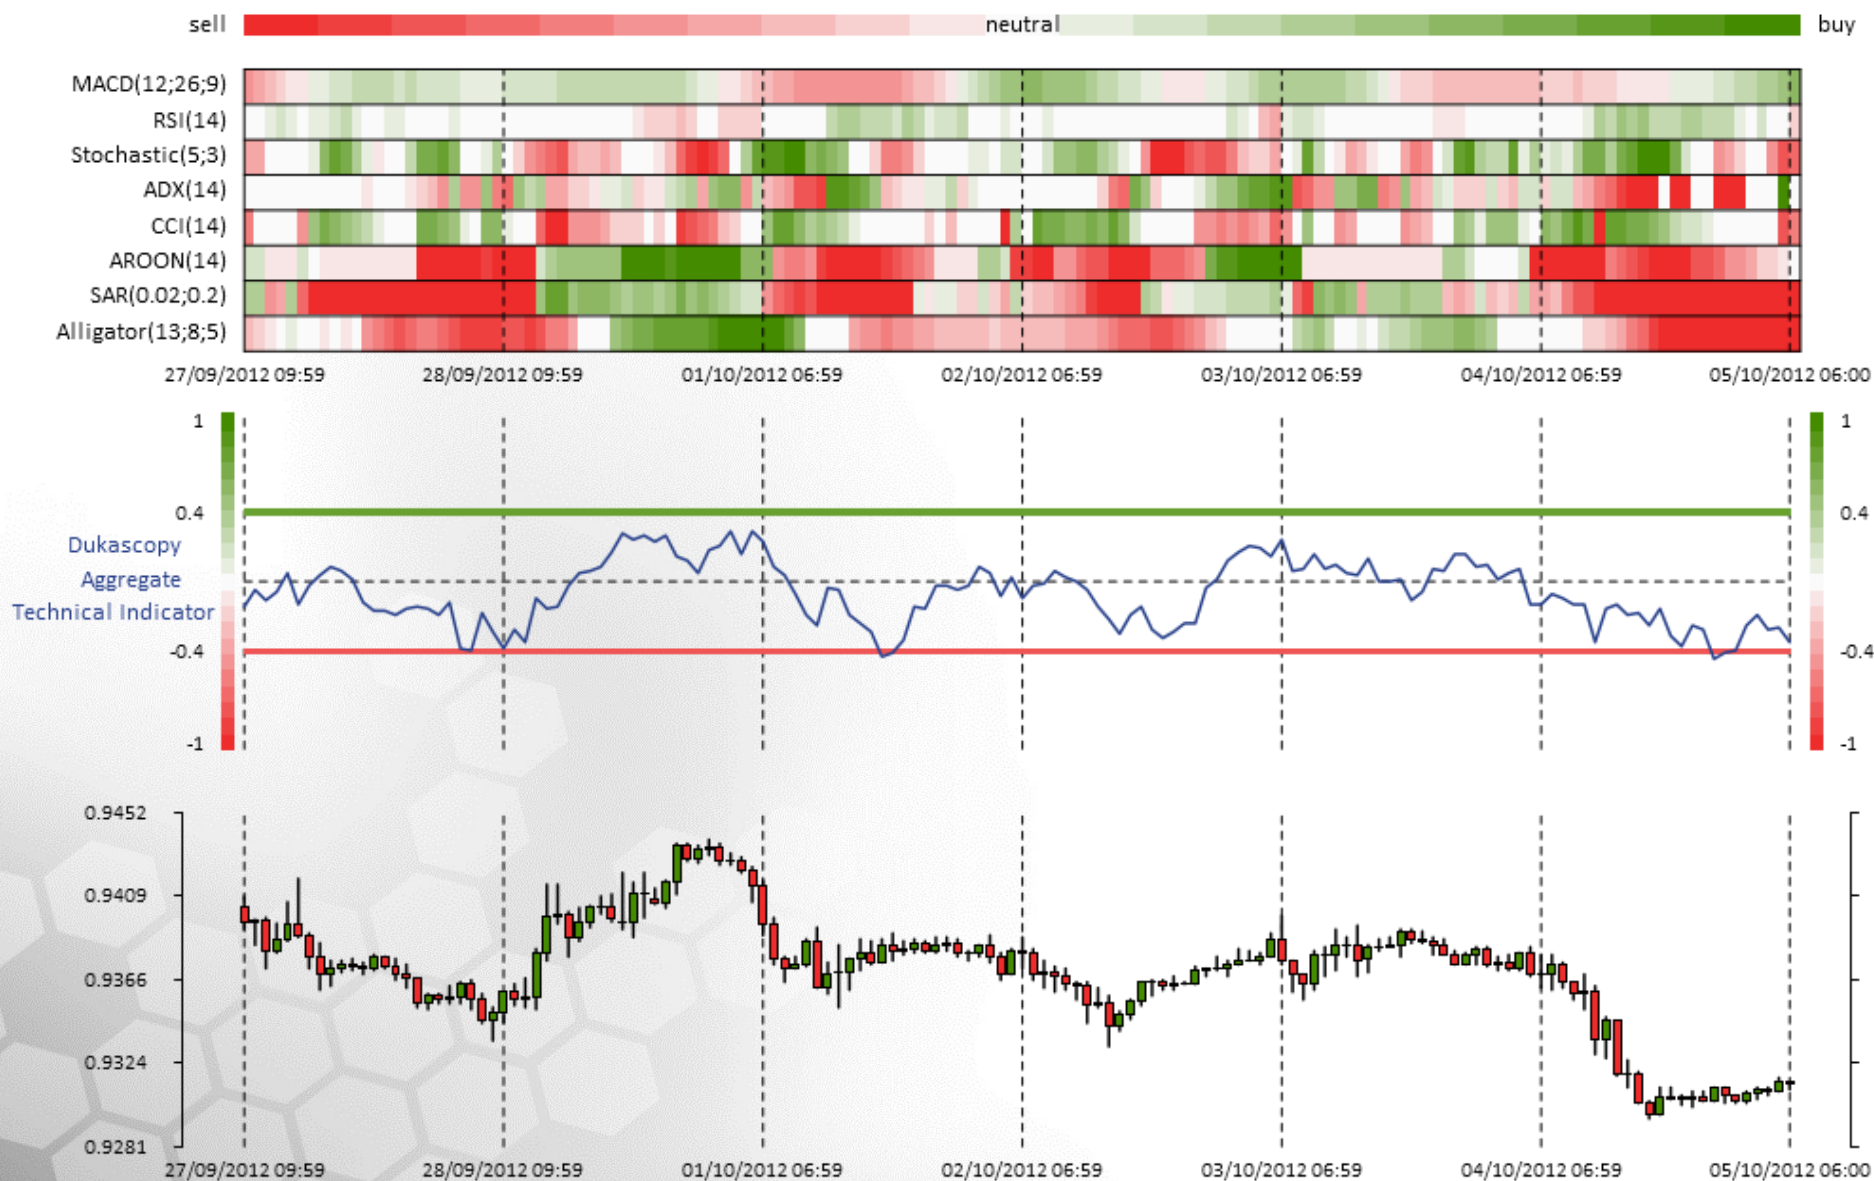 sell neutral buy
MACD(12;26;9)
RSI(14)
Stochastic(5;3)
ADX(14)
CCI(14)
AROON(14)
SAR(0.02;0.2)
Alligator(13;8;5)
27/09/2012 09:59 28/09/2012 09:59 01/10/2012 06:59 02/10/2012 06:59 03/10/2012 06:59 04/10/2012 06:59 05/10/2012 06:00
1 1
0.4 0.4
Dukascopy
Aggregate
Technical Indicator
-0.4 -0.4
-1 -1
0.9452
0.9409
0.9366
0.9324
0.9281
27/09/2012 09:59 28/09/2012 09:59 01/10/2012 06:59 02/10/2012 06:59 03/10/2012 06:59 04/10/2012 06:59 05/10/2012 06:00